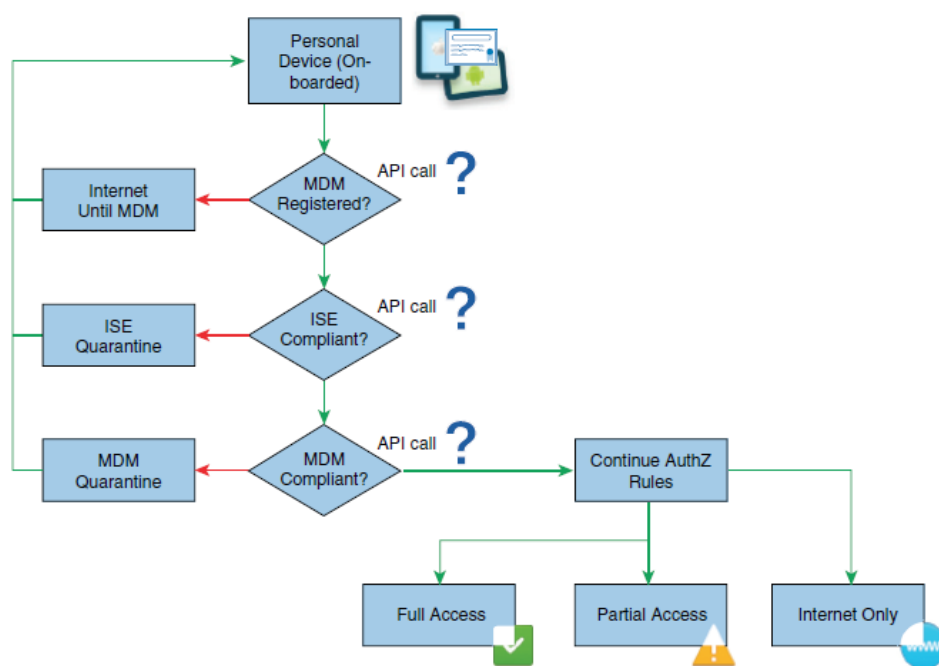 Personal
Device (On-
boarded)
API call ?
MDM
Registered?
Internet
Until MDM
API call ?
ISE
Compliant?
ISE
Quarantine
API call ?
MDM
Compliant?
MDM
Quarantine
Continue AuthZ
Rules
Full Access
Partial Access
Internet Only
www